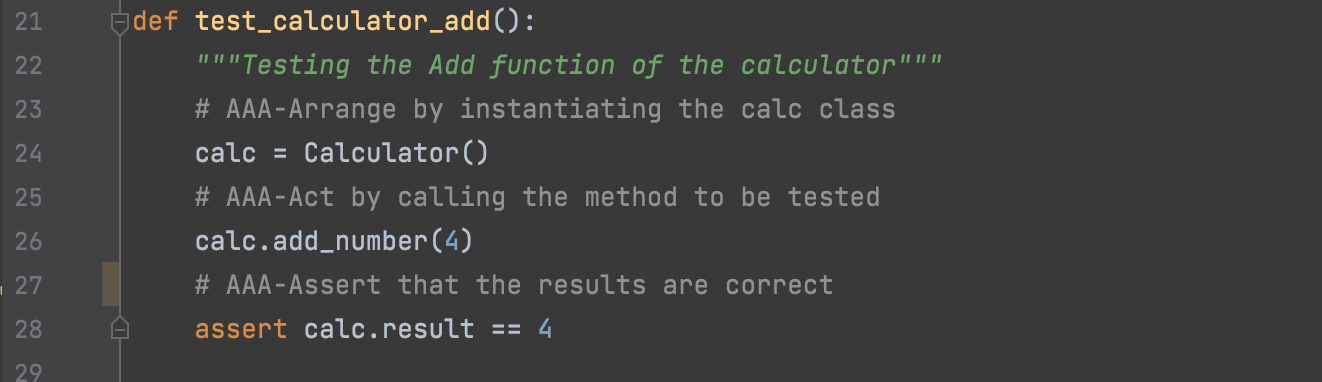 21 def test_calculator_add():
22 """Testing the Add function of the calculator"""
23 # AAA-Arrange by instantiating the calc class
24 calc = Calculator()
25 # AAA-Act by calling the method to be tested
26 calc.add_number(4)
27 # AAA-Assert that the results are correct
28 assert calc.result == 4
29